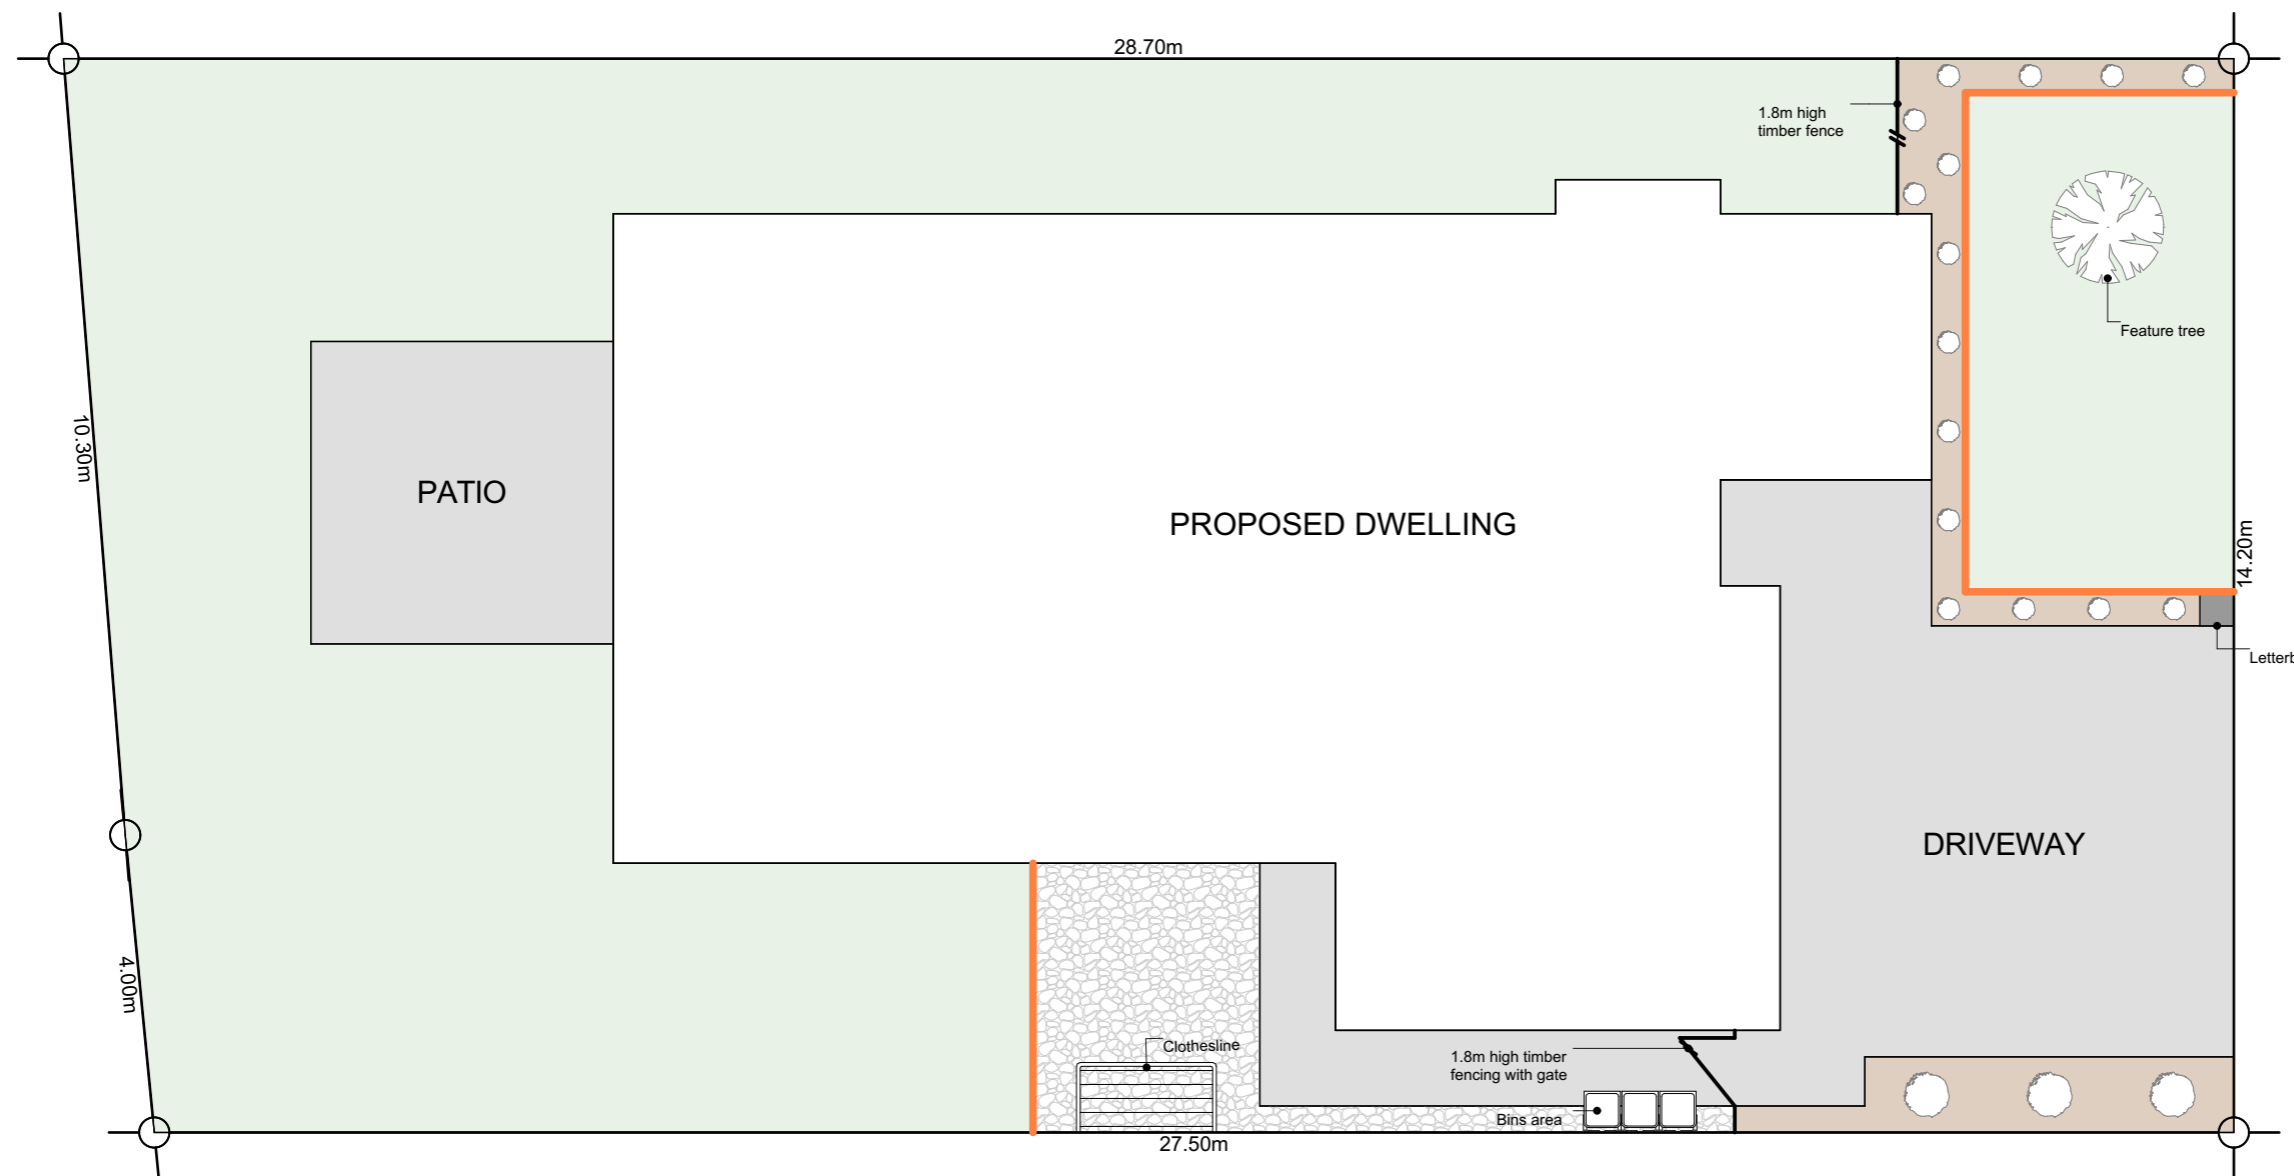 28.70m
1.8m high
timber fence
Feature tree
10.30m
PATIO
PROPOSED DWELLING
14.20m
DRIVEWAY
4.00m
Clothesline
1.8m high timber
fencing with gate
Bins area
27.50m